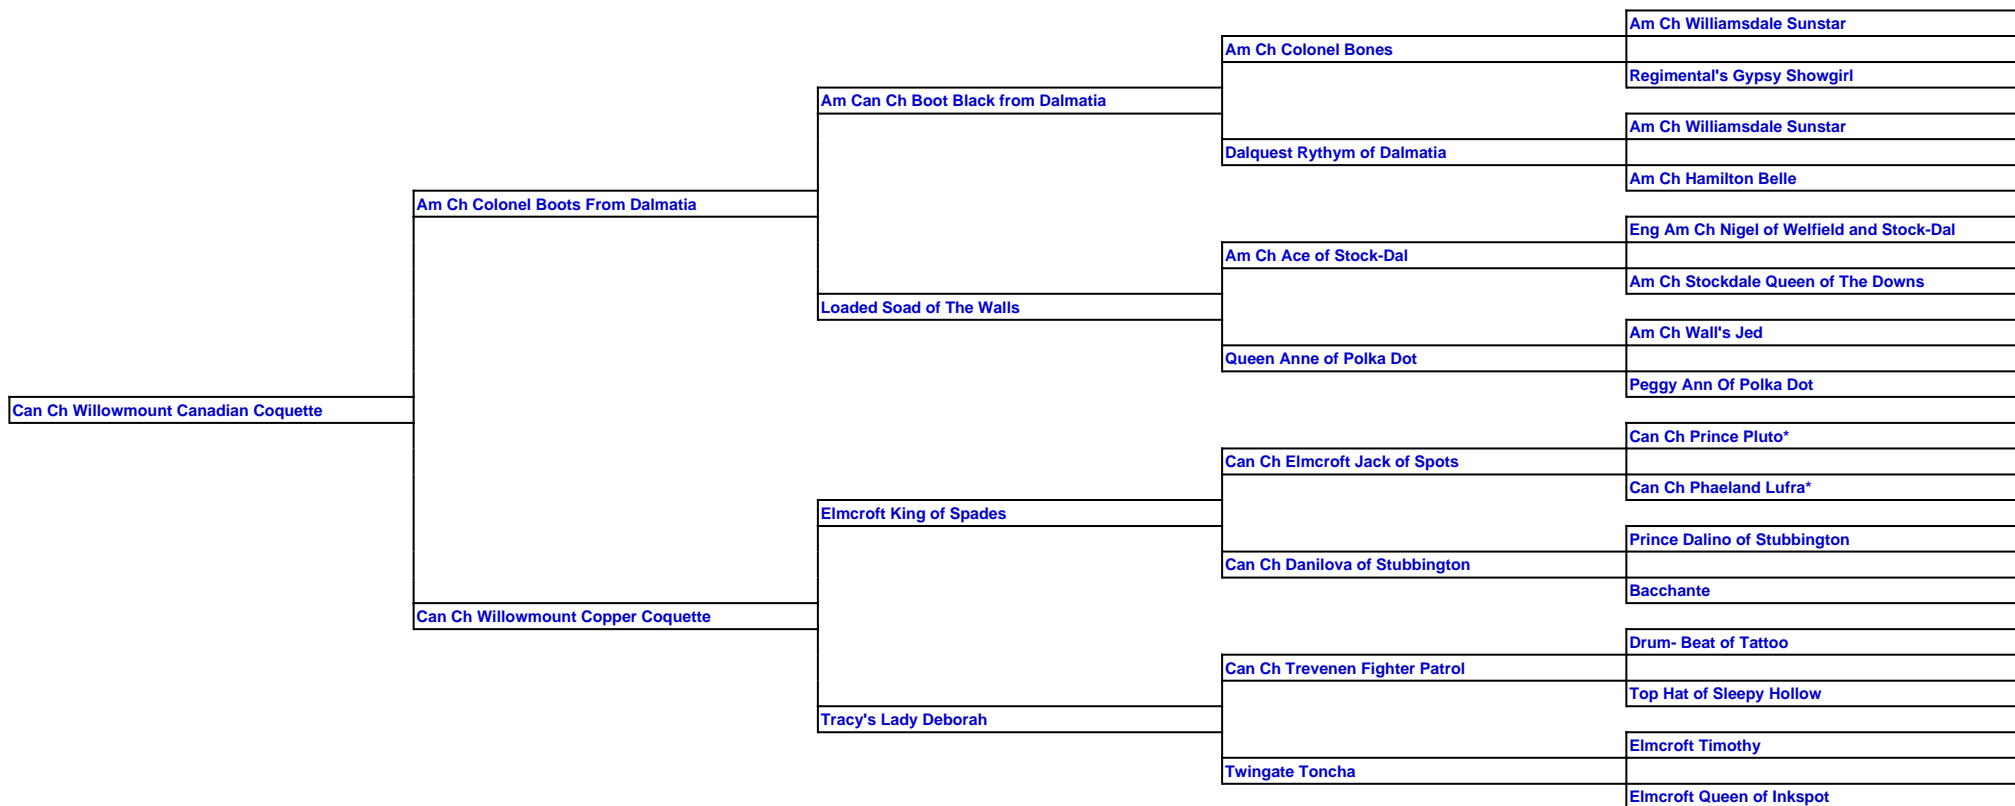 Am Ch Williamsdale Sunstar
Am Ch Colonel Bones
Regimental's Gypsy Showgirl
Am Can Ch Boot Black from Dalmatia
Am Ch Williamsdale Sunstar
Dalquest Rythym of Dalmatia
Am Ch Hamilton Belle
Am Ch Colonel Boots From Dalmatia
Eng Am Ch Nigel of Welfield and Stock-Dal
Am Ch Ace of Stock-Dal
Am Ch Stockdale Queen of The Downs
Loaded Soad of The Walls
Am Ch Wall's Jed
Queen Anne of Polka Dot
Peggy Ann Of Polka Dot
Can Ch Willowmount Canadian Coquette
Can Ch Prince Pluto*
Can Ch Elmcroft Jack of Spots
Can Ch Phaeland Lufra*
Elmcroft King of Spades
Prince Dalino of Stubbington
Can Ch Danilova of Stubbington
Bacchante
Can Ch Willowmount Copper Coquette
Drum- Beat of Tattoo
Can Ch Trevenen Fighter Patrol
Top Hat of Sleepy Hollow
Tracy's Lady Deborah
Elmcroft Timothy
Twingate Toncha
Elmcroft Queen of Inkspot